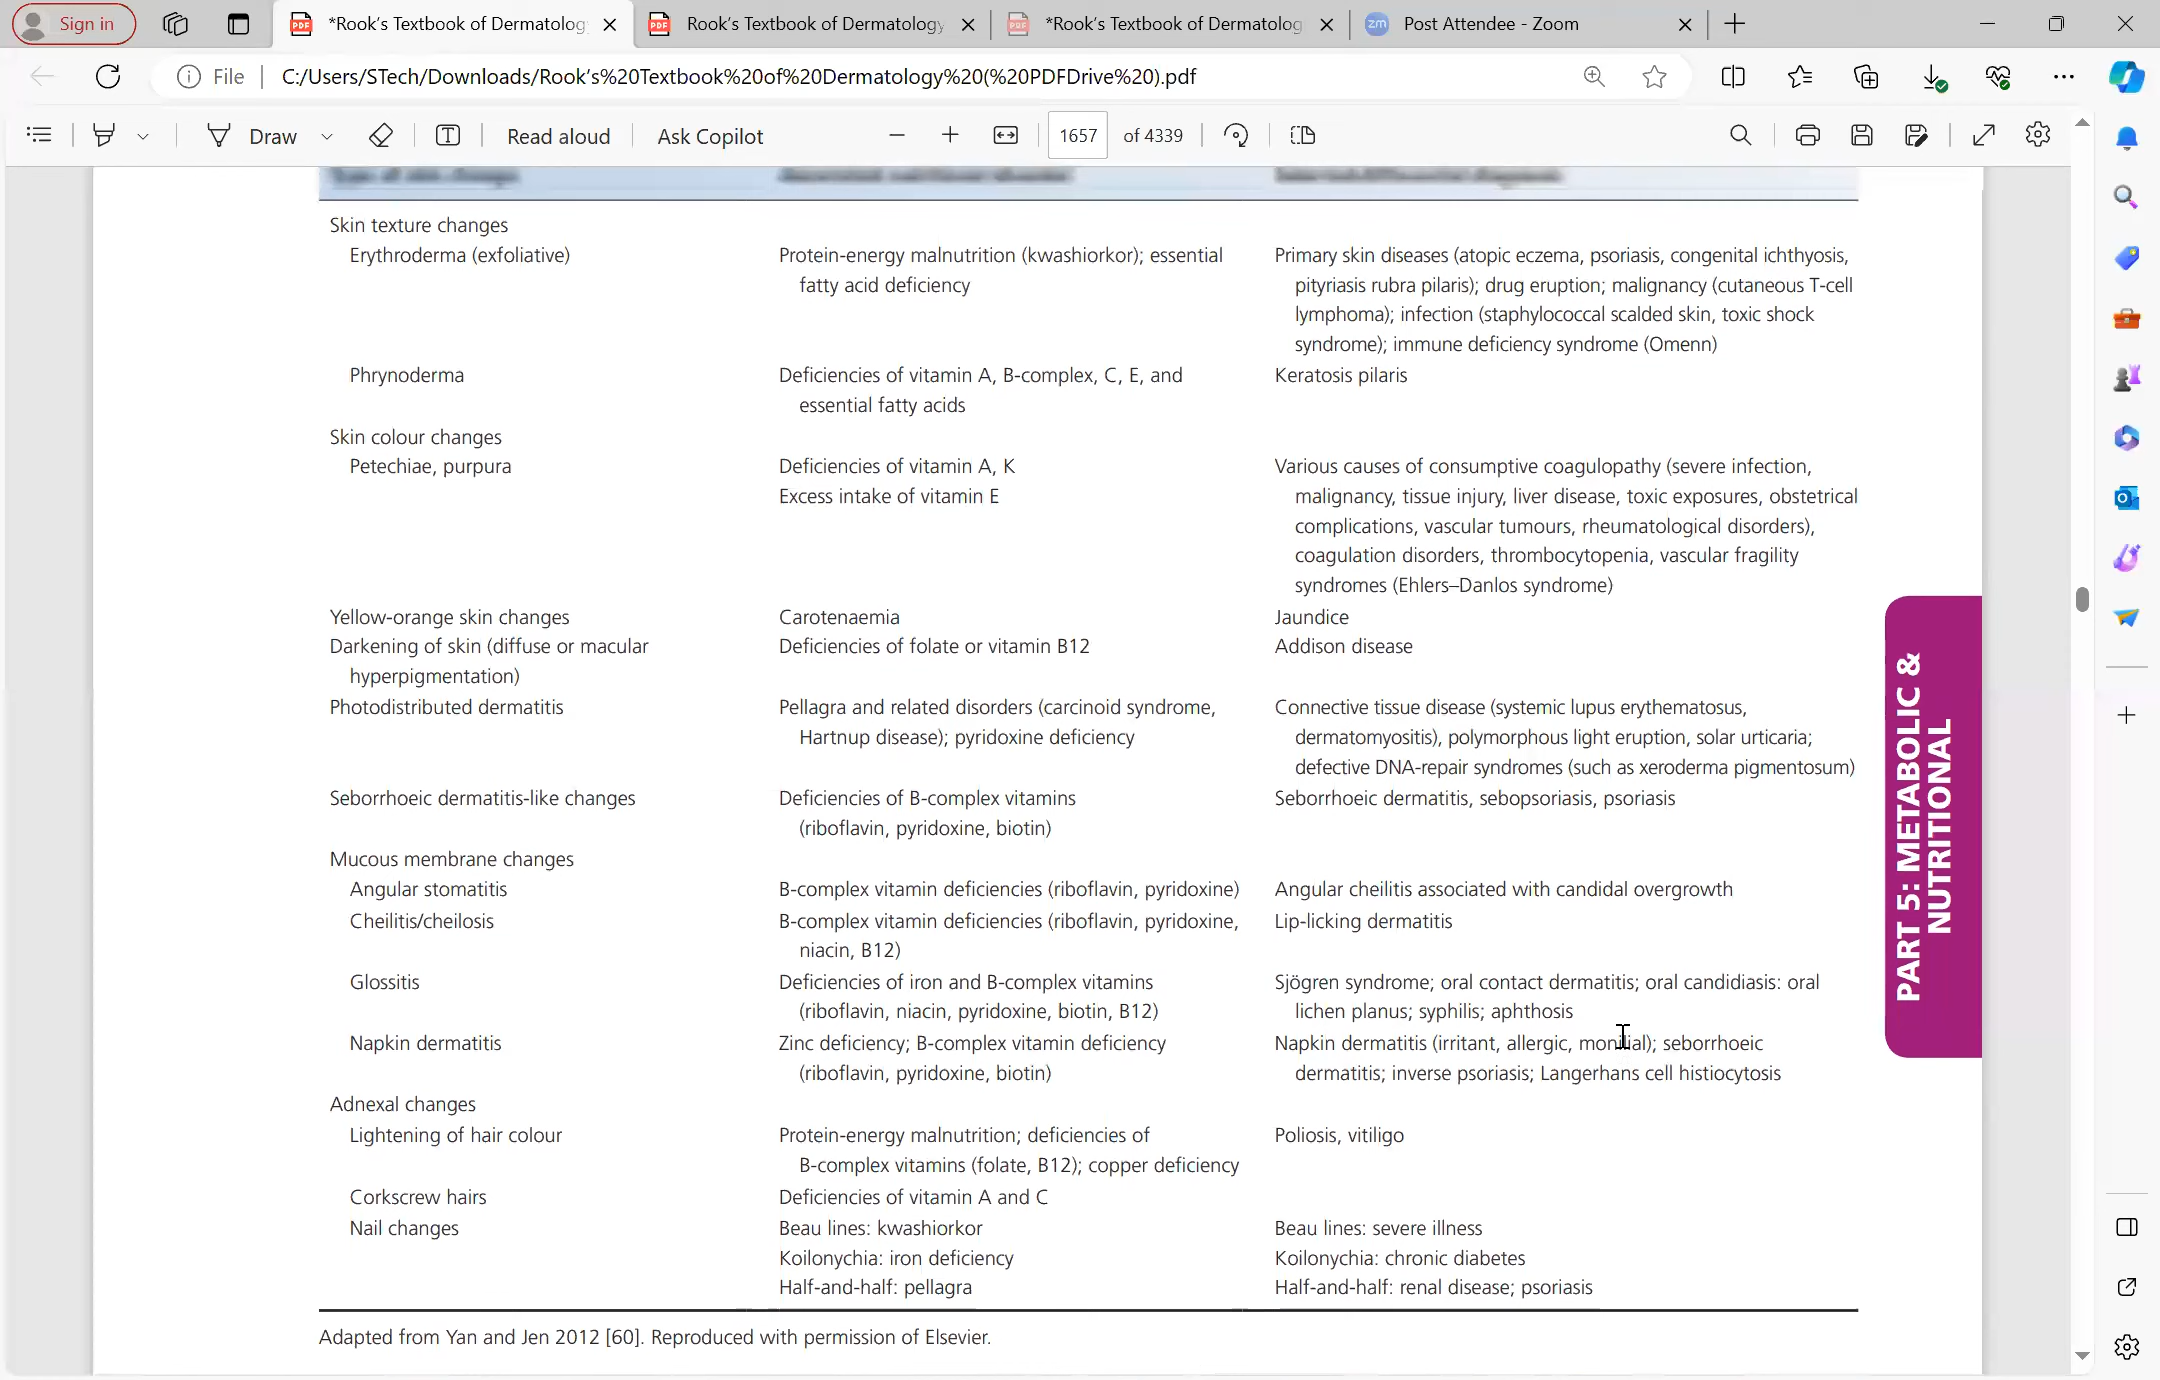 Sign in
*Rook's Textbook of Dermatolog
Rook's Textbook of Dermatology
*Rook's Textbook of Dermatolog
zm Post Attendee - Zoom
File
C:/Users/STech/Downloads/Rook's%20Textbook%20of%20Dermatology%20(%20PDFDrive%20).pdf
Draw
Read aloud
Ask Copilot
1657 of 4339
Type of skin changes Associated nutritional disorder Selected differential diagnosis
Skin texture changes
Erythroderma (exfoliative) Protein-energy malnutrition (kwashiorkor); essential Primary skin diseases (atopic eczema, psoriasis, congenital ichthyosis,
fatty acid deficiency pityriasis rubra pilaris); drug eruption; malignancy (cutaneous T-cell
lymphoma); infection (staphylococcal scalded skin, toxic shock
syndrome); immune deficiency syndrome (Omenn)
Phrynoderma Deficiencies of vitamin A, B-complex, C, E, and Keratosis pilaris
essential fatty acids
Skin colour changes
Petechiae, purpura Deficiencies of vitamin A, K Various causes of consumptive coagulopathy (severe infection,
Excess intake of vitamin E malignancy, tissue injury, liver disease, toxic exposures, obstetrical
complications, vascular tumours, rheumatological disorders),
coagulation disorders, thrombocytopenia, vascular fragility
syndromes (Ehlers–Danlos syndrome)
Yellow-orange skin changes Carotenaemia Jaundice
Darkening of skin (diffuse or macular Deficiencies of folate or vitamin B12 Addison disease
hyperpigmentation)
Photodistributed dermatitis Pellagra and related disorders (carcinoid syndrome, Connective tissue disease (systemic lupus erythematosus,
Hartnup disease); pyridoxine deficiency dermatomyositis), polymorphous light eruption, solar urticaria;
defective DNA-repair syndromes (such as xeroderma pigmentosum)
Seborrhoeic dermatitis-like changes Deficiencies of B-complex vitamins Seborrhoeic dermatitis, sebopsoriasis, psoriasis
(riboflavin, pyridoxine, biotin)
Mucous membrane changes
Angular stomatitis B-complex vitamin deficiencies (riboflavin, pyridoxine) Angular cheilitis associated with candidal overgrowth
Cheilitis/cheilosis B-complex vitamin deficiencies (riboflavin, pyridoxine, Lip-licking dermatitis
niacin, B12)
Glossitis Deficiencies of iron and B-complex vitamins Sjögren syndrome; oral contact dermatitis; oral candidiasis: oral
(riboflavin, niacin, pyridoxine, biotin, B12) lichen planus; syphilis; aphthosis
Napkin dermatitis Zinc deficiency; B-complex vitamin deficiency Napkin dermatitis (irritant, allergic, monilial); seborrhoeic
(riboflavin, pyridoxine, biotin) dermatitis; inverse psoriasis; Langerhans cell histiocytosis
Adnexal changes
Lightening of hair colour Protein-energy malnutrition; deficiencies of Poliosis, vitiligo
B-complex vitamins (folate, B12); copper deficiency
Corkscrew hairs Deficiencies of vitamin A and C
Nail changes Beau lines: kwashiorkor Beau lines: severe illness
Koilonychia: iron deficiency Koilonychia: chronic diabetes
Half-and-half: pellagra Half-and-half: renal disease; psoriasis
Adapted from Yan and Jen 2012 [60]. Reproduced with permission of Elsevier.
PART 5: METABOLIC &
NUTRITIONAL